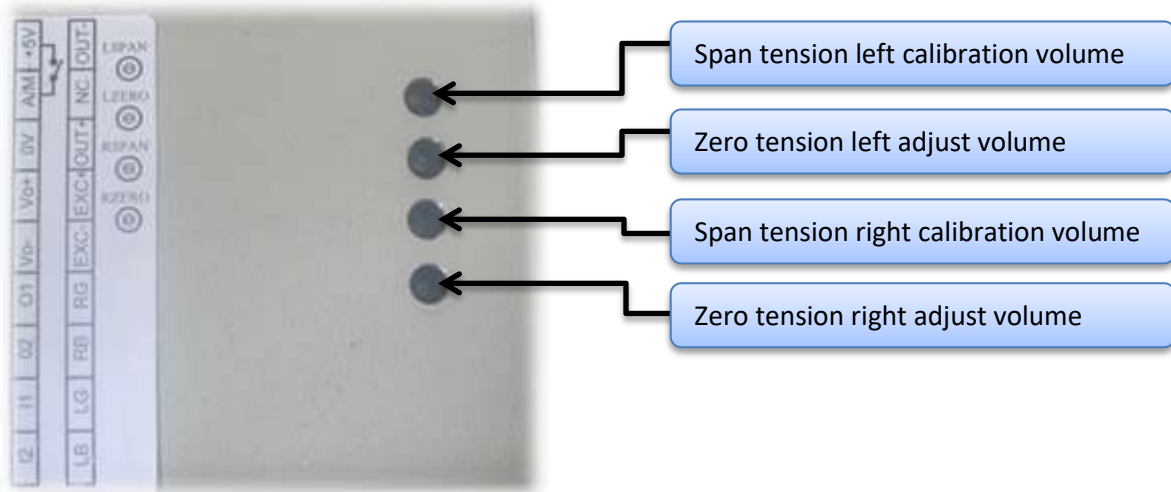 +5V
A/M
0V
Vo+
Vo-
O1
02
I1
I2
OUT-
NC
OUT+
EXC+
EXC-
RG
RB
LG
LB
LSPAN
LZERO
RSPAN
RZERO
Span tension left calibration volume
Zero tension left adjust volume
Span tension right calibration volume
Zero tension right adjust volume